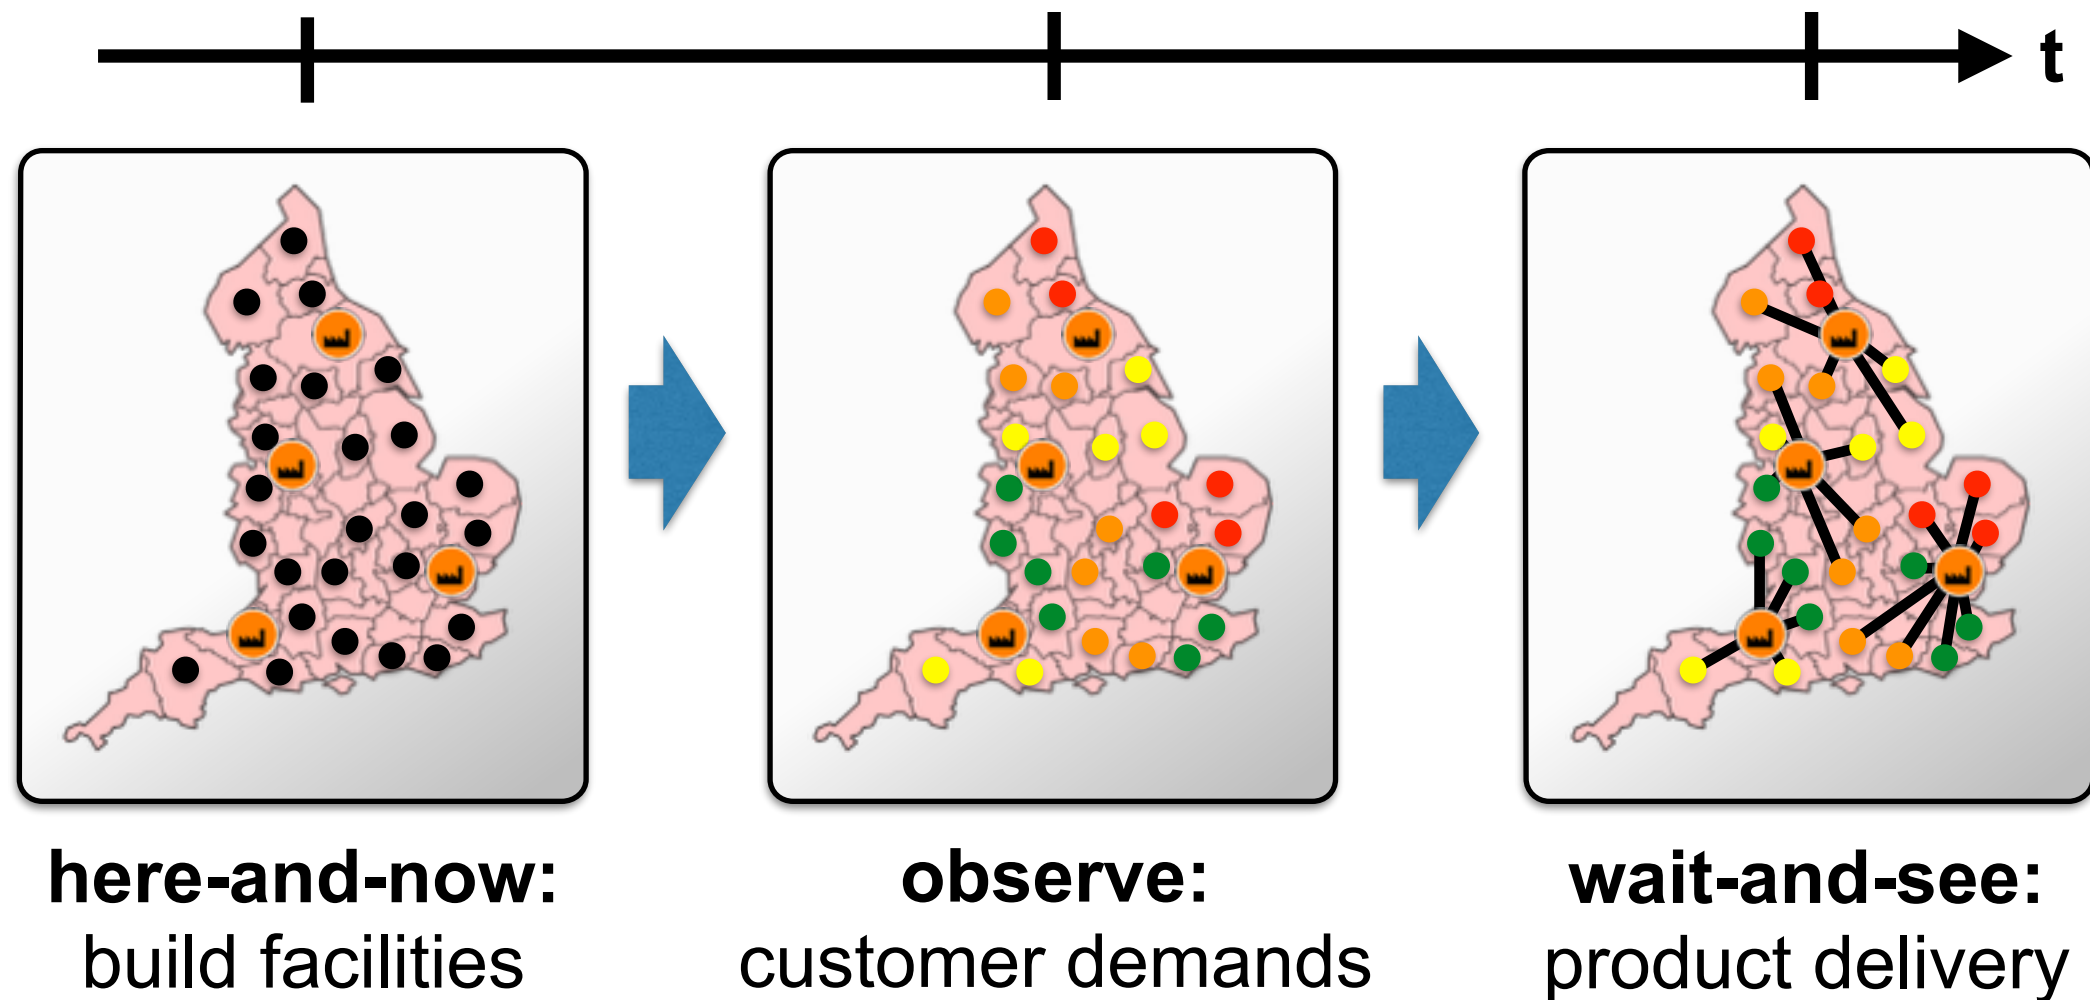 t
here-and-now:
build facilities
observe:
customer demands
wait-and-see:
product delivery